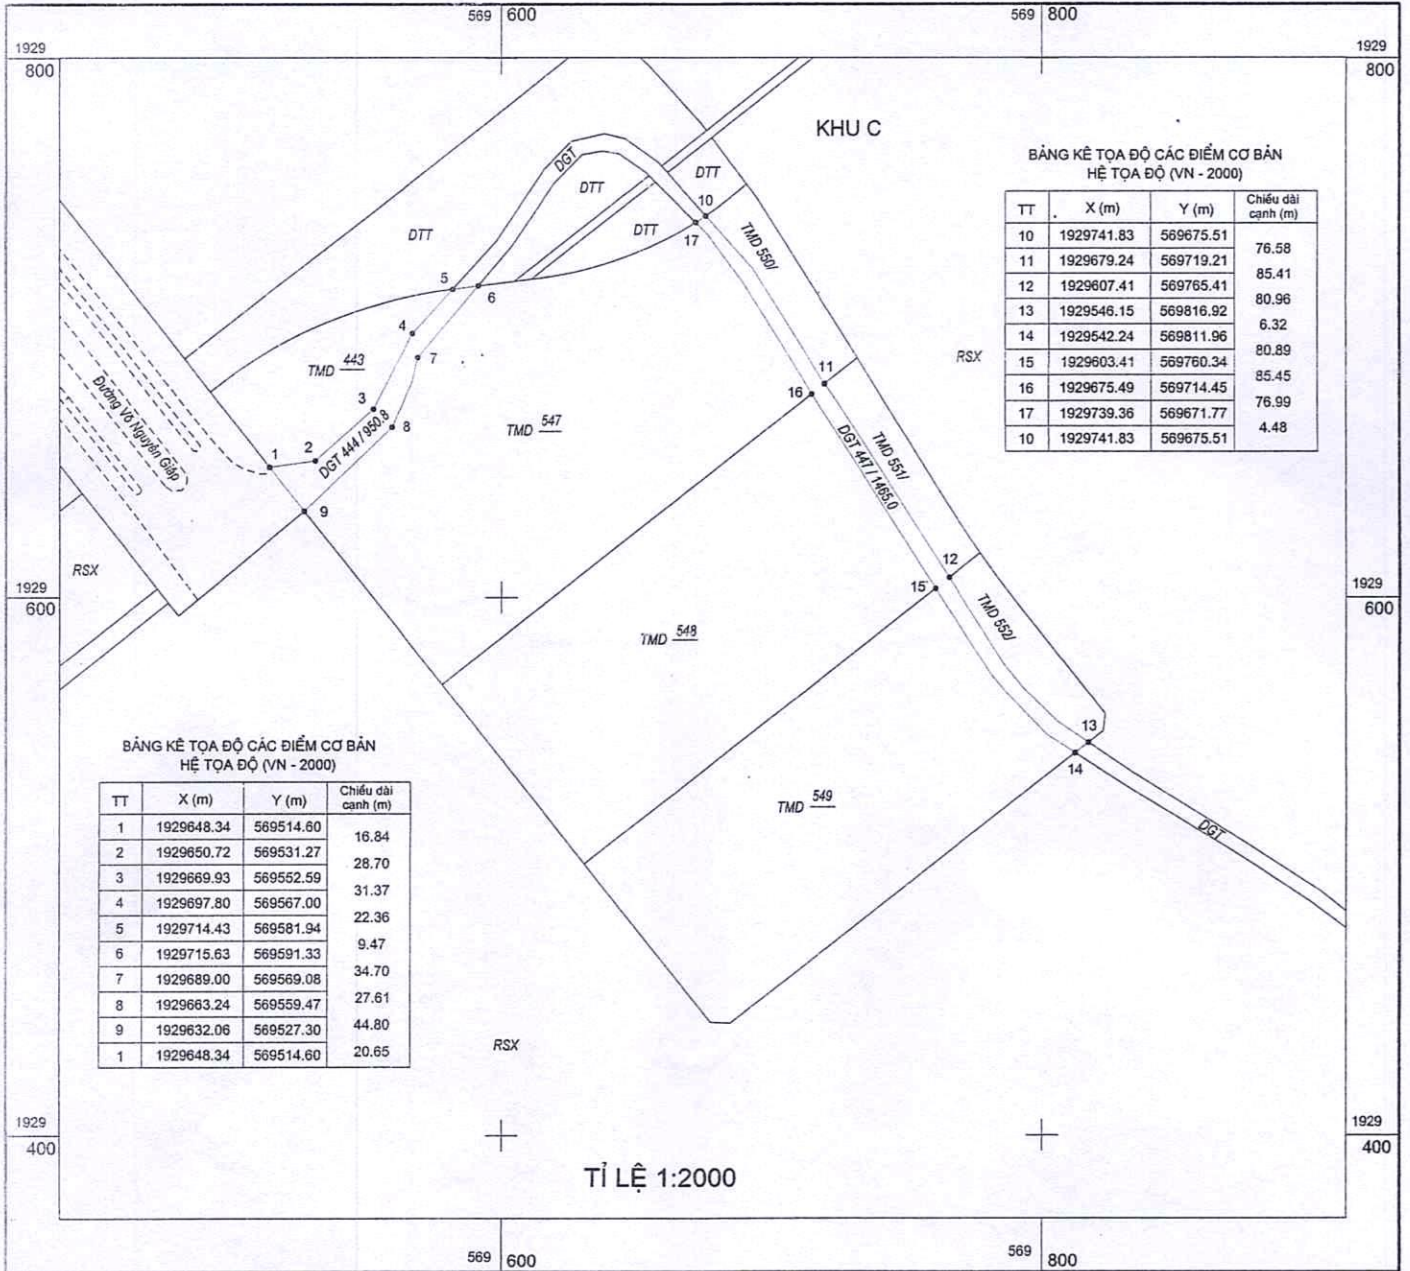 569 600
569 800
1929
800
1929
800
KHU C
BẢNG KÊ TỌA ĐỘ CÁC ĐIỂM CƠ BẢN
HỆ TỌA ĐỘ (VN - 2000)
TT X (m) Y (m) Chiều dài cạnh (m)
10 1929741.83 569675.51
76.58
11 1929679.24 569719.21
85.41
12 1929607.41 569765.41
80.96
13 1929546.15 569816.92
6.32
14 1929542.24 569811.96
80.89
15 1929603.41 569760.34
85.45
16 1929675.49 569714.45
76.99
17 1929739.36 569671.77
4.48
10 1929741.83 569675.51
DGT
DTT
DTT
DTT
DTT
10
17
TMD 550/
5
6
4
7
TMD 443
3
8
DGT 444 / 950.8
2
1
9
Đường Võ Nguyên Giáp
RSX
11
16
TMD 547
TMD 551/
DGT 447 / 1465.0
RSX
12
15
1929
600
1929
600
TMD 548
TMD 552/
13
14
DGT
TMD 549
BẢNG KÊ TỌA ĐỘ CÁC ĐIỂM CƠ BẢN
HỆ TỌA ĐỘ (VN - 2000)
TT X (m) Y (m) Chiều dài cạnh (m)
1 1929648.34 569514.60
16.84
2 1929650.72 569531.27
28.70
3 1929669.93 569552.59
31.37
4 1929697.80 569567.00
22.36
5 1929714.43 569581.94
9.47
6 1929715.63 569591.33
34.70
7 1929689.00 569569.08
27.61
8 1929663.24 569559.47
44.80
9 1929632.06 569527.30
20.65
1 1929648.34 569514.60
RSX
1929
400
1929
400
TỈ LỆ 1:2000
569 600
569 800